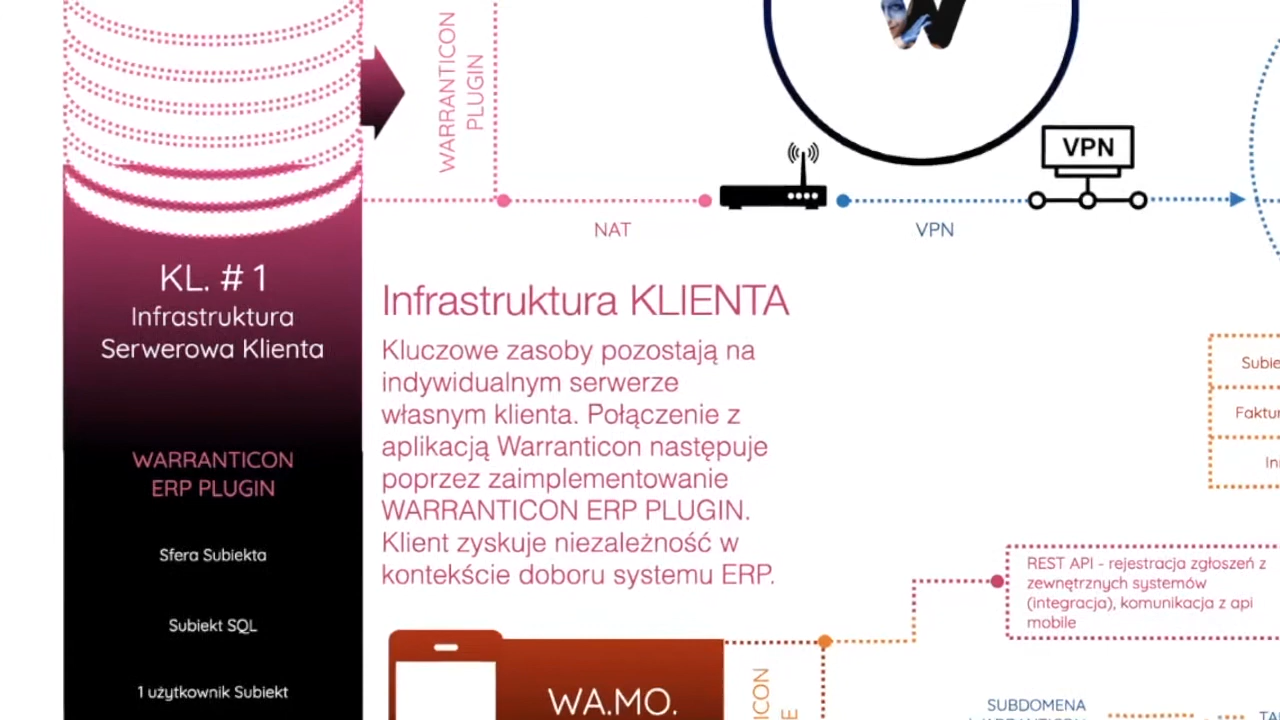 WARRANTICON
PLUGIN
W
VPN
NAT
VPN
KL. # 1
Infrastruktura
Serwerowa Klienta
WARRANTICON
ERP PLUGIN
Sfera Subiekta
Subiekt SQL
1 użytkownik Subiekt
Infrastruktura KLIENTA
Kluczowe zasoby pozostają na
indywidualnym serwerze
własnym klienta. Połączenie z
aplikacją Warranticon następuje
poprzez zaimplementowanie
WARRANTICON ERP PLUGIN.
Klient zyskuje niezależność w
kontekście doboru systemu ERP.
REST API - rejestracja zgłoszeń z
zewnętrznych systemów
(integracja), komunikacja z api
mobile
WA.MO.
SUBDOMENA